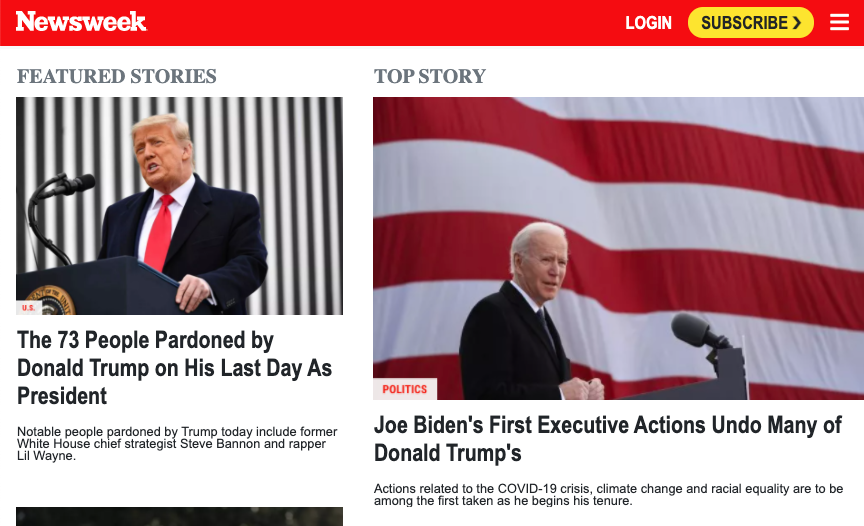 Newsweek
LOGIN
SUBSCRIBE ❯
FEATURED STORIES
U.S.
The 73 People Pardoned by
Donald Trump on His Last Day As
President
Notable people pardoned by Trump today include former
White House chief strategist Steve Bannon and rapper
Lil Wayne.
TOP STORY
POLITICS
Joe Biden's First Executive Actions Undo Many of
Donald Trump's
Actions related to the COVID-19 crisis, climate change and racial equality are to be
among the first taken as he begins his tenure.